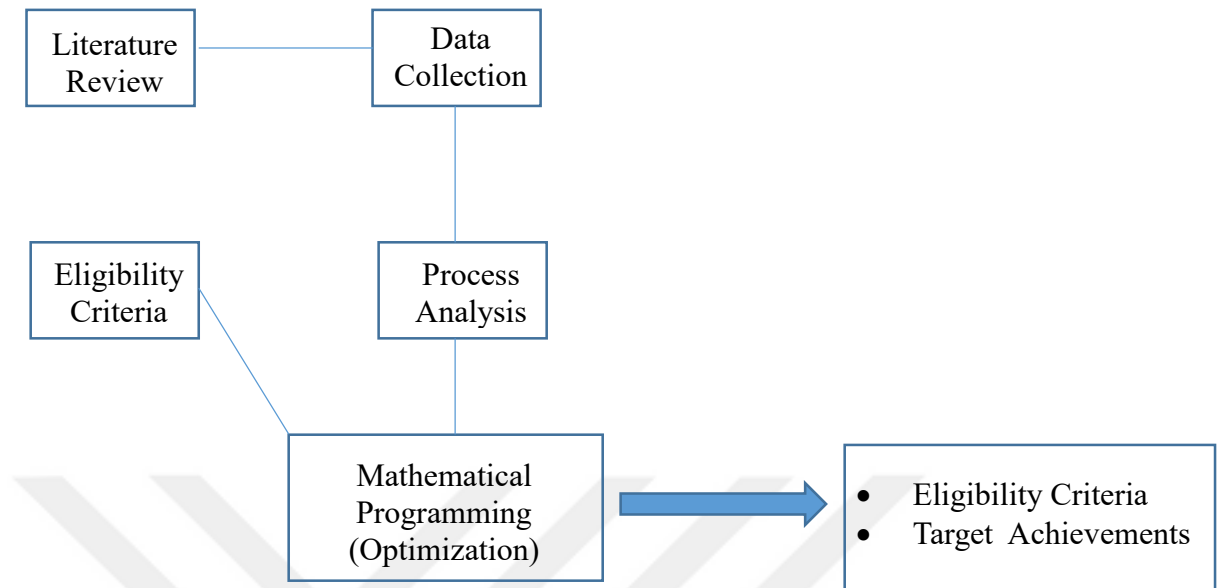 Literature
Review
Data
Collection
Eligibility
Criteria
Process
Analysis
Mathematical
Programming
(Optimization)
• Eligibility Criteria
• Target Achievements